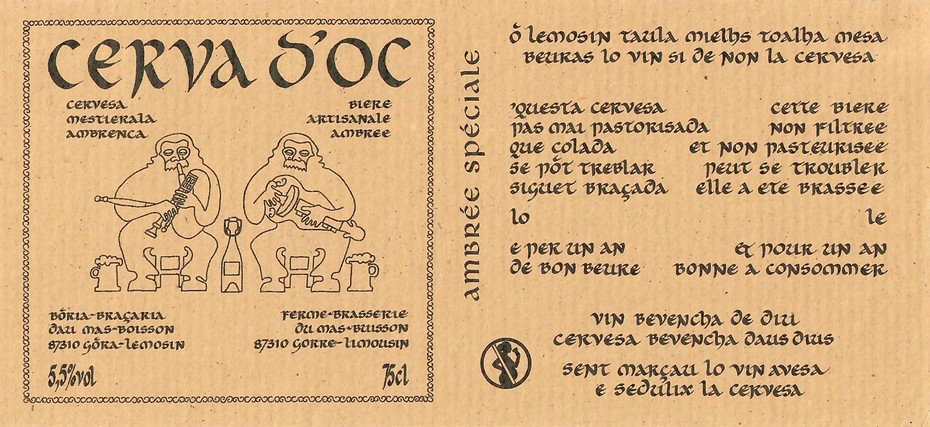 CERVA D'OC
CERVESA
MESTIERALA
AMBRENCA
BIERE
ARTISANALE
AMBREE
BÒRIA-BRAÇARIA
DAU MAS-BOISSON
87310 GÒRA-LEMOSIN
FERME-BRASSERIE
DU MAS-BUISSON
87310 GORRE-LIMOUSIN
5,5%vol
75cl
AMBRÉE SPÉCIALE
Ò LEMOSIN TAULA MIELHS TOALHA MESA
BEURAS LO VIN SI DE NON LA CERVESA
'QUESTA CERVESA
PAS MAI PASTORISADA
QUE COLADA
SE PÒT TREBLAR
SIGUET BRAÇADA
LO
E PER UN AN
DE BON BEURE
CETTE BIERE
NON FILTREE
ET NON PASTEURISEE
PEUT SE TROUBLER
ELLE A ETE BRASSEE
LE
ET POUR UN AN
BONNE A CONSOMMER
VIN BEVENCHA DE DIU
CERVESA BEVENCHA DAUS DIUS
SENT MARÇAU LO VIN AVESA
E SEDULIX LA CERVESA